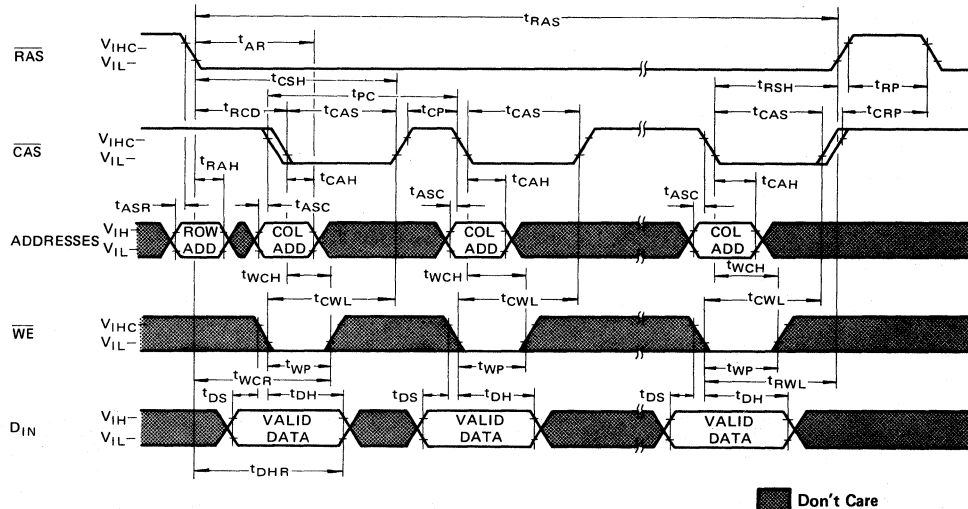 tRAS
tAR
RAS
VIHC
VIL
tCSH
tRSH
tRP
tPC
tRCD
tCAS
tCP
tCAS
tCAS
tCRP
CAS
VIHC
VIL
tRAH
tCAH
tCAH
tCAH
tASR
tASC
tASC
tASC
ADDRESSES
VIH
VIL
ROW ADD
COL ADD
COL ADD
COL ADD
tWCH
tWCH
tWCH
tCWL
tCWL
tCWL
WE
VIHC
VIL
tWP
tWP
tWP
tWCR
tRWL
tDS
tDH
tDS
tDH
tDS
tDH
DIN
VIH
VIL
VALID DATA
VALID DATA
VALID DATA
tDHR
Don't Care